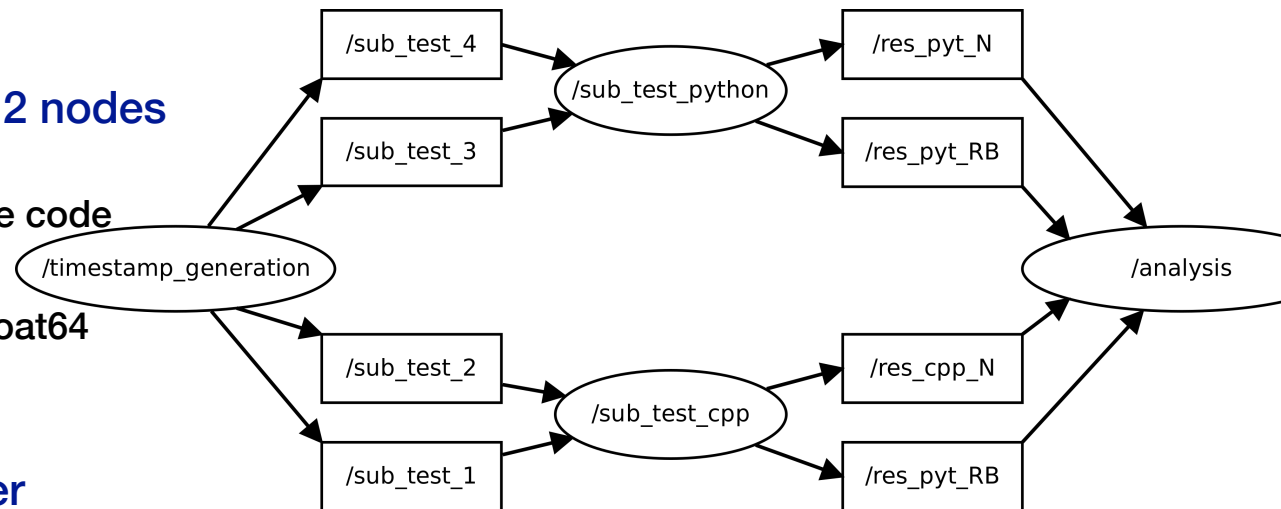 /sub_test_4
/res_pyt_N
/sub_test_python
2 nodes
/sub_test_3
/res_pyt_RB
e code
/timestamp_generation
/analysis
oat64
/sub_test_2
/res_cpp_N
/sub_test_cpp
/sub_test_1
/res_pyt_RB
er